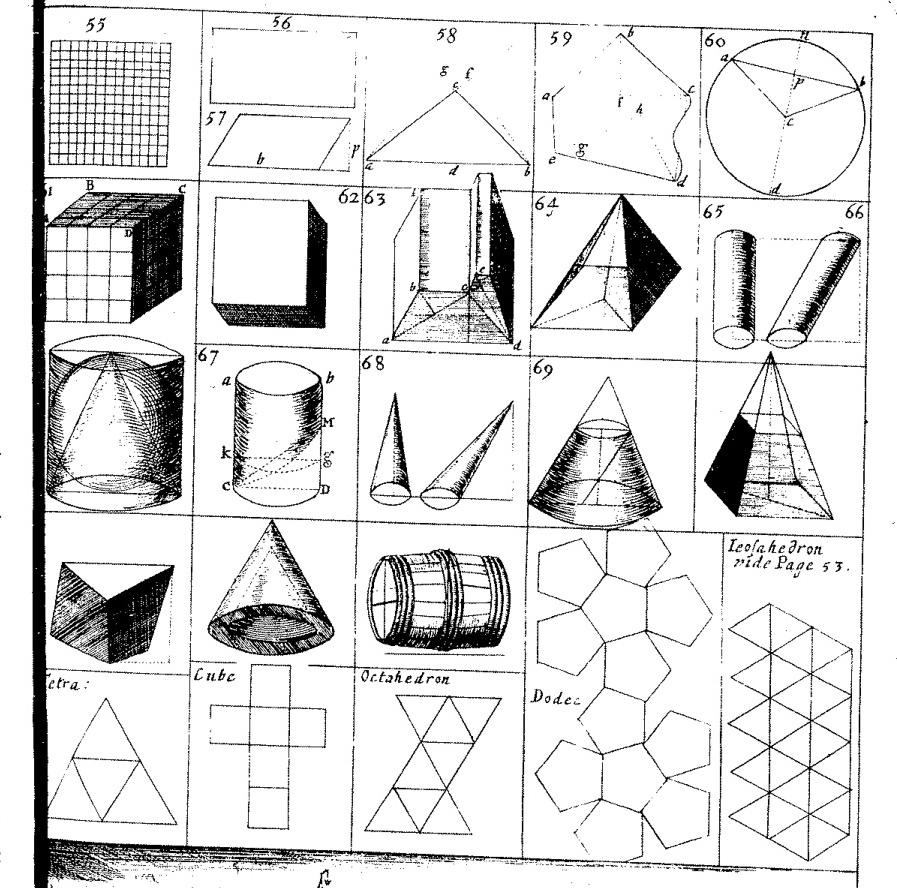 55
56
57
b
p
58
g f
c
a d b
59
b
a
c
f h
e
g
d
60
n
a
p
b
c
d
B C
D
62
63
b
c
a d
64
65 66
67
a b
M
k
g
C D
68
69
Icosahedron
vide Page 53.
Cube
Octahedron
Dodec